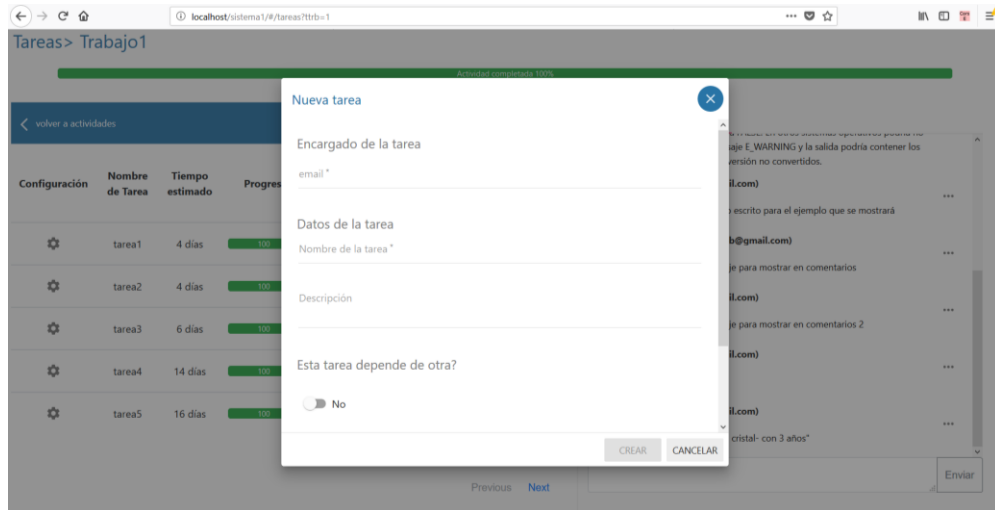 localhost/sistema1/#/tareas?ttrb=1
Tareas> Trabajo1
Actividad completada 100%
volver a actividades
Configuración
Nombre
de Tarea
Tiempo
estimado
Progres
tarea1 4 días 100
tarea2 4 días 100
tarea3 6 días 100
tarea4 14 días 100
tarea5 16 días 100
Previous Next
Nueva tarea
Encargado de la tarea
email *
Datos de la tarea
Nombre de la tarea *
Descripción
Esta tarea depende de otra?
No
CREAR CANCELAR
aje E_WARNING y la salida podría contener los
versión no convertidos.
il.com)
o escrito para el ejemplo que se mostrará
b@gmail.com)
je para mostrar en comentarios
il.com)
je para mostrar en comentarios 2
il.com)
il.com)
cristal- con 3 años"
Enviar